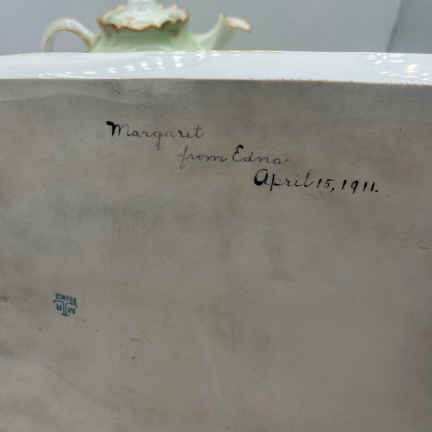 Margaret
from Edna
April 15, 1911.